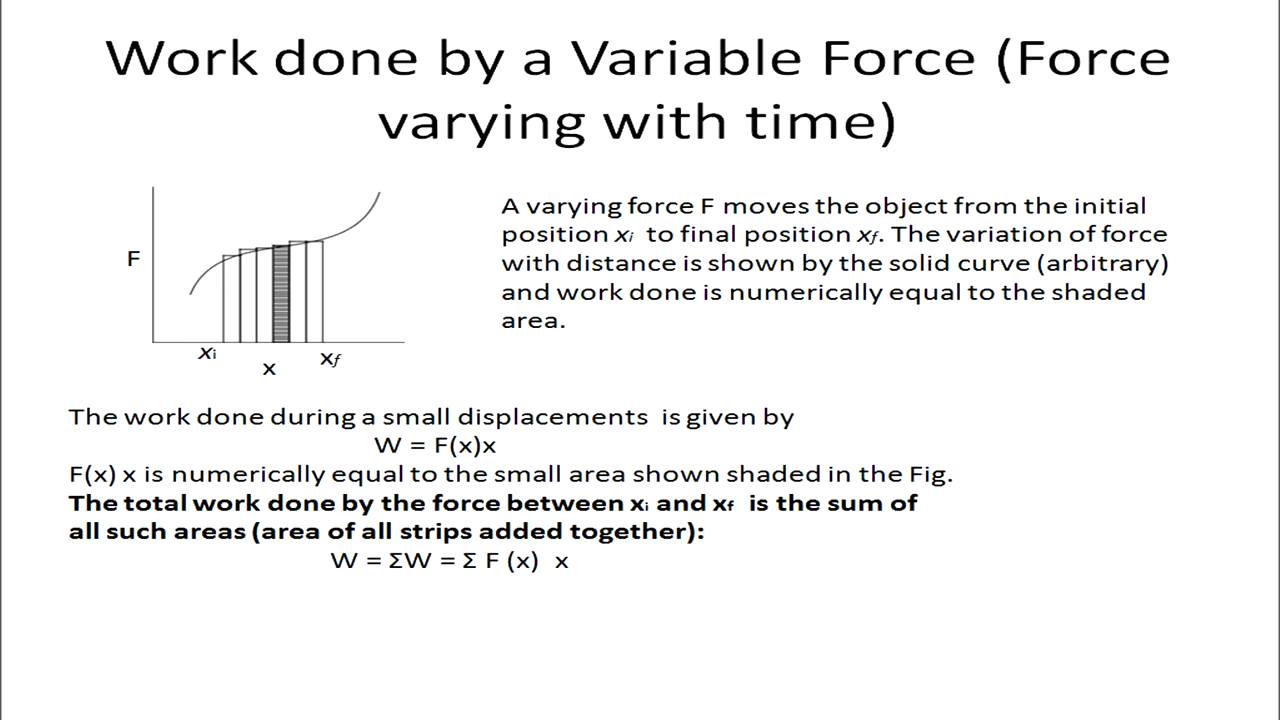 Work done by a Variable Force (Force
varying with time)
F
xi
x
xf
A varying force F moves the object from the initial
position xi to final position xf. The variation of force
with distance is shown by the solid curve (arbitrary)
and work done is numerically equal to the shaded
area.
The work done during a small displacements is given by
W = F(x)x
F(x) x is numerically equal to the small area shown shaded in the Fig.
The total work done by the force between xi and xf is the sum of
all such areas (area of all strips added together):
W = ΣW = Σ F (x) x